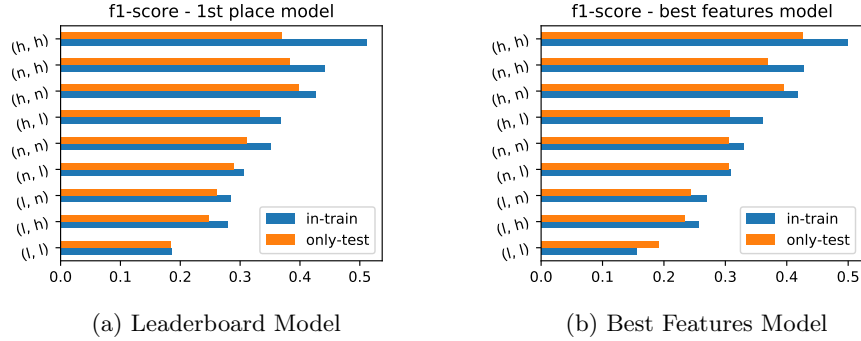 f1-score - 1st place model
(h, h)
(n, h)
(h, n)
(h, l)
(n, n)
(n, l)
(l, n)
(l, h)
(l, l)
in-train
only-test
0.0 0.1 0.2 0.3 0.4 0.5
(a) Leaderboard Model
f1-score - best features model
(h, h)
(n, h)
(h, n)
(h, l)
(n, n)
(n, l)
(l, n)
(l, h)
(l, l)
in-train
only-test
0.0 0.1 0.2 0.3 0.4 0.5
(b) Best Features Model